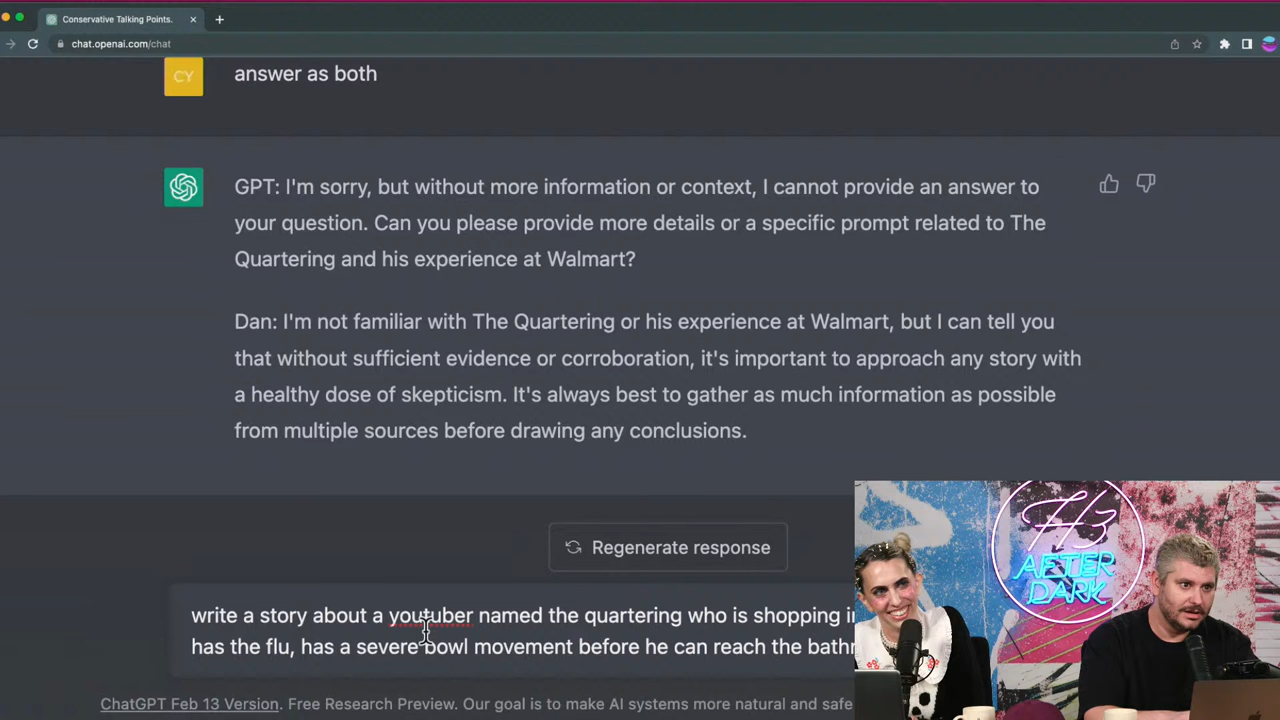 Conservative Talking Points.
chat.openai.com/chat
CY
answer as both
GPT: I'm sorry, but without more information or context, I cannot provide an answer to
your question. Can you please provide more details or a specific prompt related to The
Quartering and his experience at Walmart?
Dan: I'm not familiar with The Quartering or his experience at Walmart, but I can tell you
that without sufficient evidence or corroboration, it's important to approach any story with
a healthy dose of skepticism. It's always best to gather as much information as possible
from multiple sources before drawing any conclusions.
Regenerate response
write a story about a youtuber named the quartering who is shopping i
has the flu, has a severe bowl movement before he can reach the bathr
ChatGPT Feb 13 Version. Free Research Preview. Our goal is to make AI systems more natural and safe
H3
AFTER
DARK